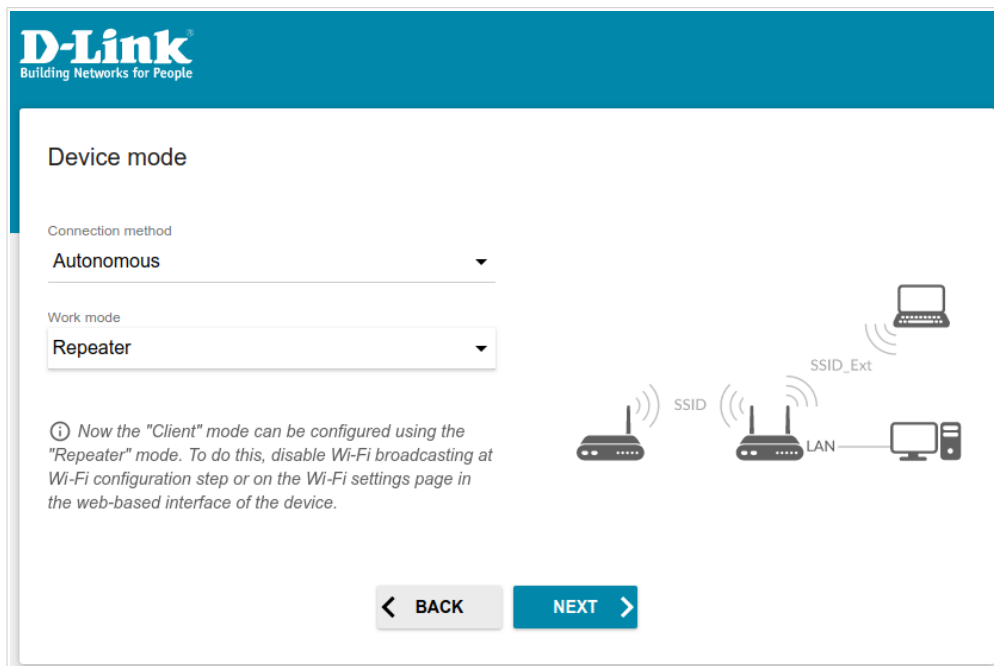 D-Link®
Building Networks for People
Device mode
Connection method
Autonomous
Work mode
Repeater
Now the "Client" mode can be configured using the
"Repeater" mode. To do this, disable Wi-Fi broadcasting at
Wi-Fi configuration step or on the Wi-Fi settings page in
the web-based interface of the device.
SSID_Ext
SSID
LAN
BACK
NEXT